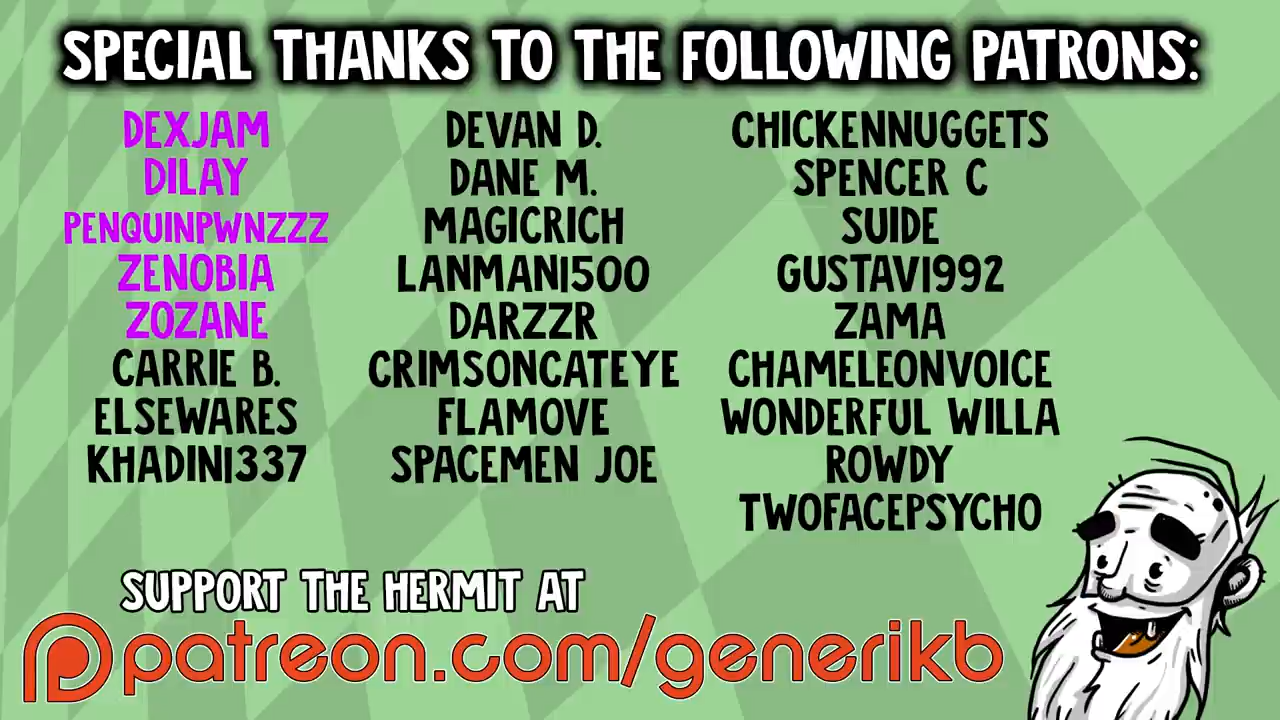 SPECIAL THANKS TO THE FOLLOWING PATRONS:
DEXJAM
DILAY
PENQUINPWNZZZ
ZENOBIA
ZOZANE
CARRIE B.
ELSEWARES
KHADIN1337
DEVAN D.
DANE M.
MAGICRICH
LANMAN1500
DARZZR
CRIMSONCATEYE
FLAMOVE
SPACEMEN JOE
CHICKENNUGGETS
SPENCER C
SUIDE
GUSTAV1992
ZAMA
CHAMELEONVOICE
WONDERFUL WILLA
ROWDY
TWOFACEPSYCHO
SUPPORT THE HERMIT AT
patreon.com/generikb